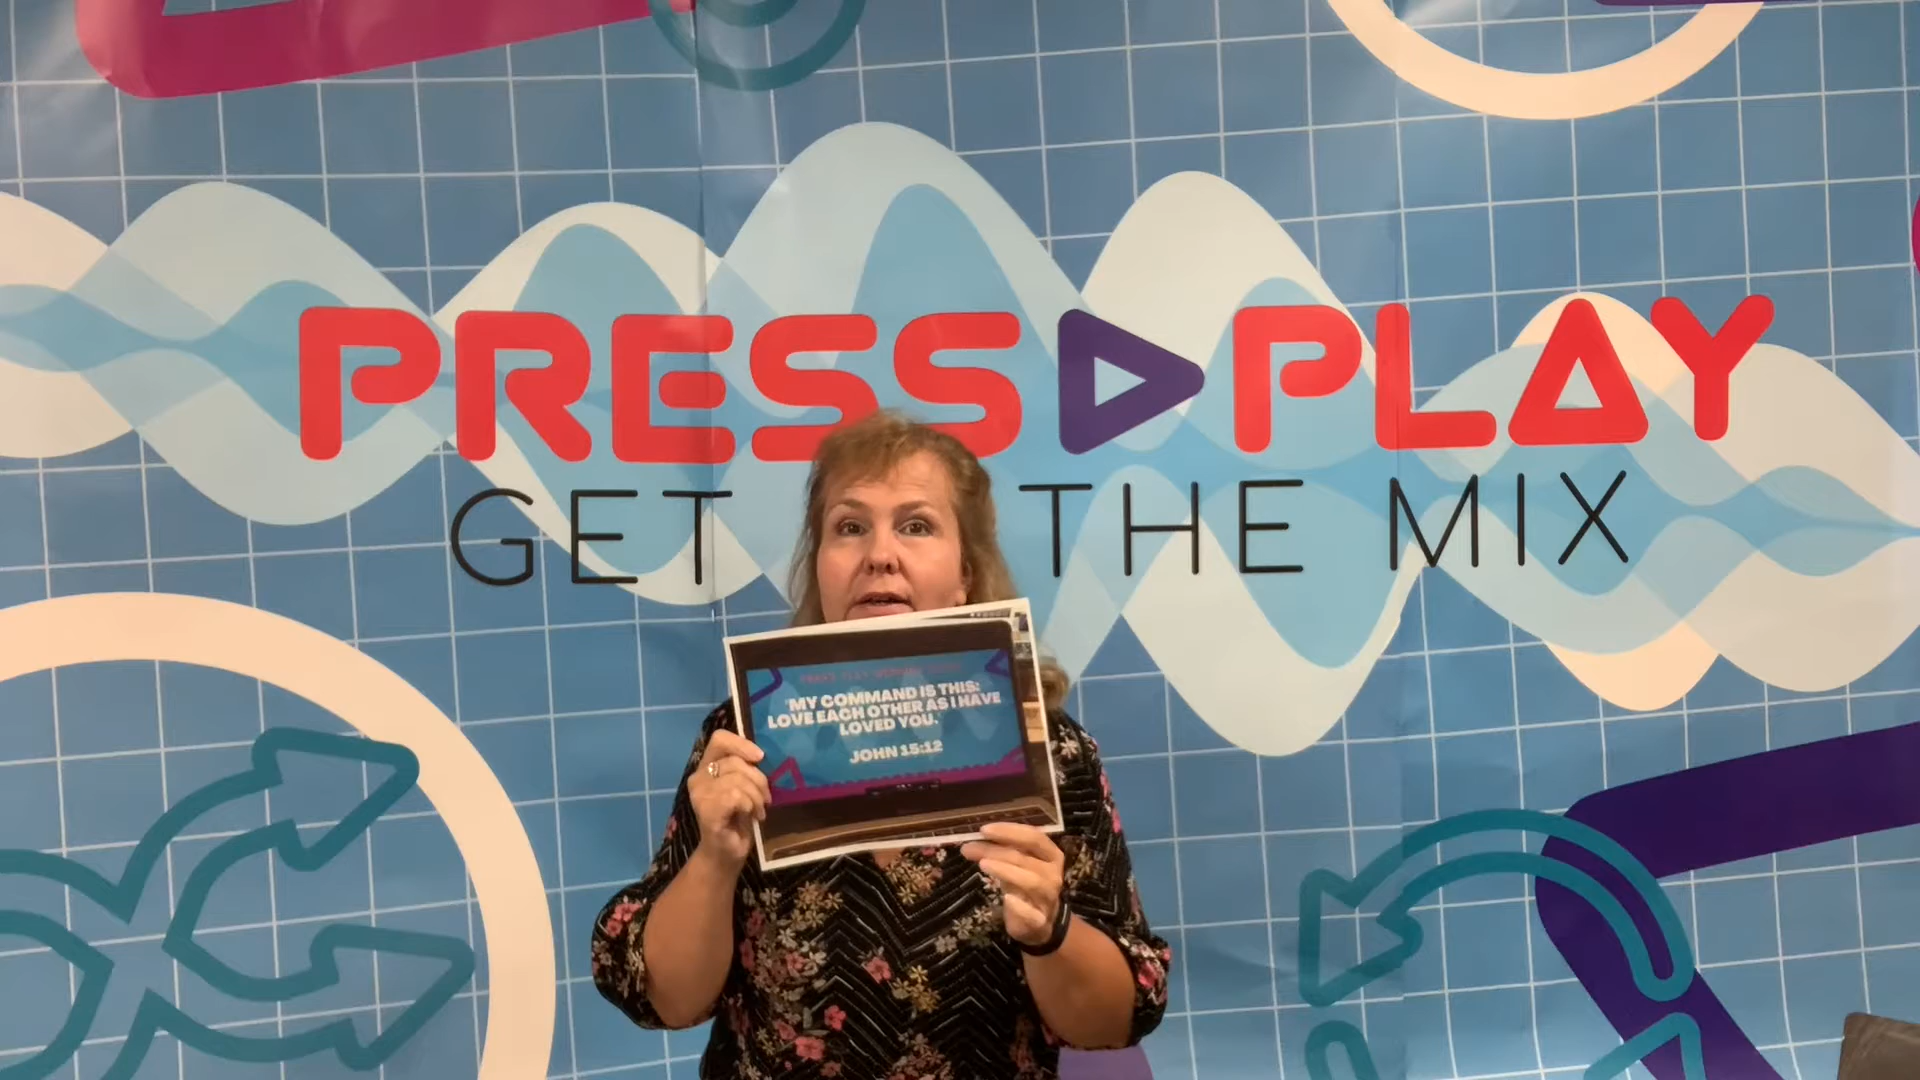 PRESS PLAY
GET THE MIX
"MY COMMAND IS THIS:
LOVE EACH OTHER AS I HAVE
LOVED YOU."
JOHN 15:12